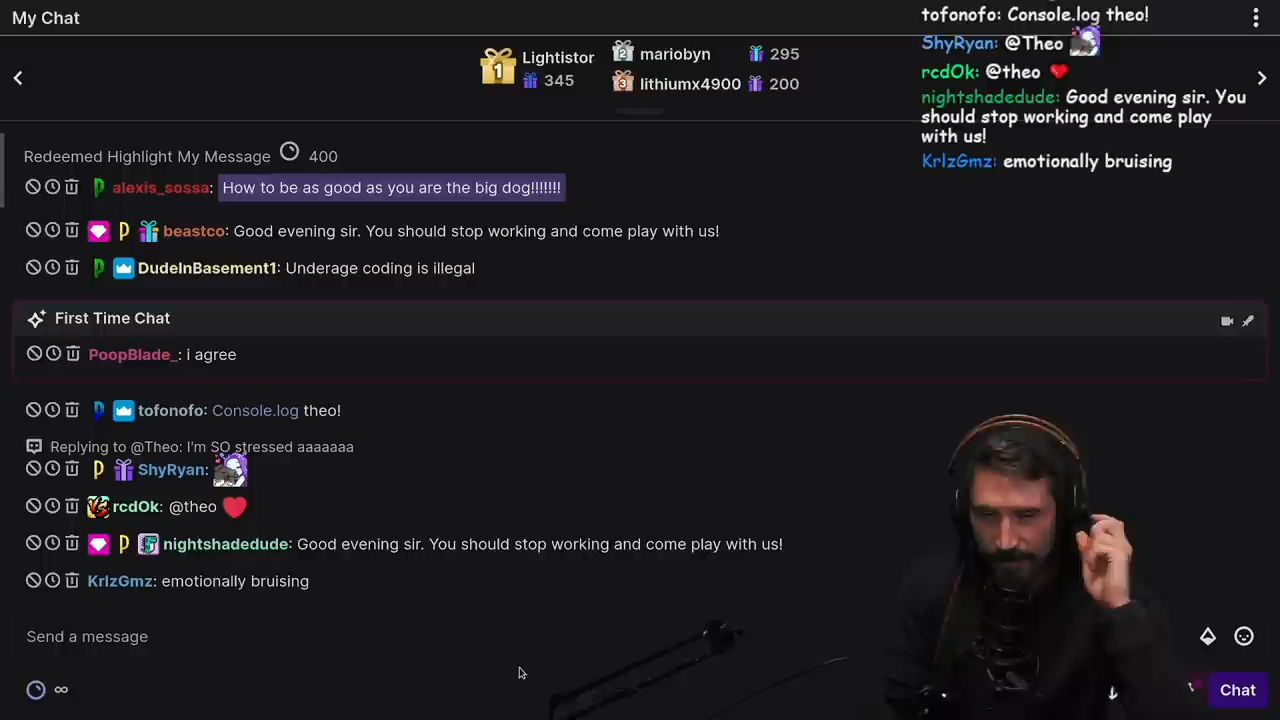 My Chat
Lightistor
345
mariobyn 295
lithiumx4900 200
tofonofo: Console.log theo!
ShyRyan: @Theo
rcdOk: @theo
nightshadedude: Good evening sir. You
should stop working and come play
with us!
KrlzGmz: emotionally bruising
Redeemed Highlight My Message 400
alexis_sossa: How to be as good as you are the big dog!!!!!!!
beastco: Good evening sir. You should stop working and come play with us!
DudeInBasement1: Underage coding is illegal
First Time Chat
PoopBlade_: i agree
tofonofo: Console.log theo!
Replying to @Theo: I'm SO stressed aaaaaaa
ShyRyan:
rcdOk: @theo
nightshadedude: Good evening sir. You should stop working and come play with us!
KrlzGmz: emotionally bruising
Send a message
∞
Chat